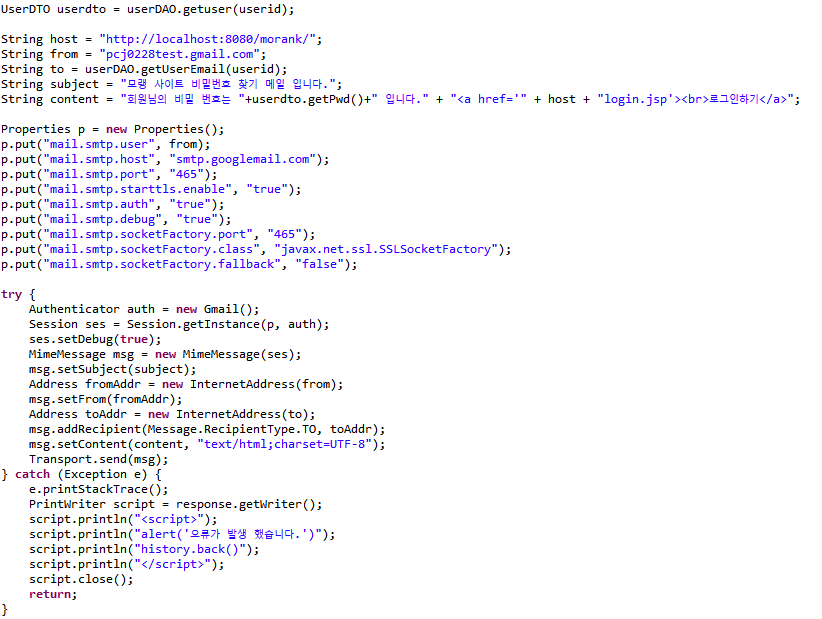 UserDTO userdto = userDAO.getuser(userid);
String host = "http://localhost:8080/morank/";
String from = "pcj0228test.gmail.com";
String to = userDAO.getUserEmail(userid);
String subject = "모랭 사이트 비밀번호 찾기 메일 입니다.";
String content = "회원님의 비밀 번호는 "+userdto.getPwd()+" 입니다." + "<a href='" + host + "login.jsp'><br>로그인하기</a>";
Properties p = new Properties();
p.put("mail.smtp.user", from);
p.put("mail.smtp.host", "smtp.googlemail.com");
p.put("mail.smtp.port", "465");
p.put("mail.smtp.starttls.enable", "true");
p.put("mail.smtp.auth", "true");
p.put("mail.smtp.debug", "true");
p.put("mail.smtp.socketFactory.port", "465");
p.put("mail.smtp.socketFactory.class", "javax.net.ssl.SSLSocketFactory");
p.put("mail.smtp.socketFactory.fallback", "false");
try {
    Authenticator auth = new Gmail();
    Session ses = Session.getInstance(p, auth);
    ses.setDebug(true);
    MimeMessage msg = new MimeMessage(ses);
    msg.setSubject(subject);
    Address fromAddr = new InternetAddress(from);
    msg.setFrom(fromAddr);
    Address toAddr = new InternetAddress(to);
    msg.addRecipient(Message.RecipientType.TO, toAddr);
    msg.setContent(content, "text/html;charset=UTF-8");
    Transport.send(msg);
} catch (Exception e) {
    e.printStackTrace();
    PrintWriter script = response.getWriter();
    script.println("<script>");
    script.println("alert('오류가 발생 했습니다.')");
    script.println("history.back()");
    script.println("</script>");
    script.close();
    return;
}